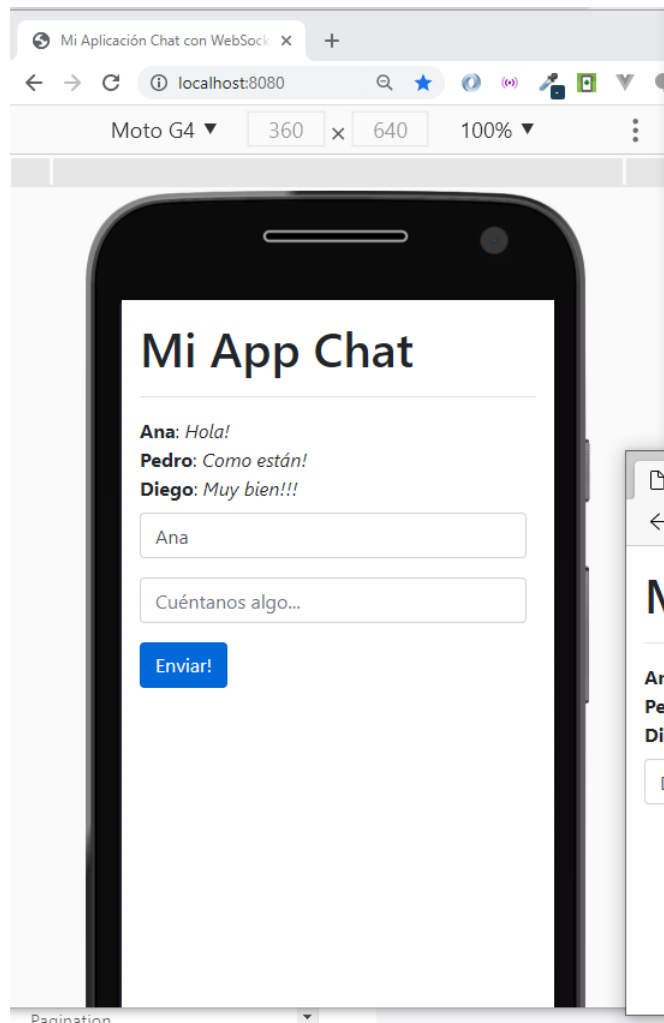 Mi Aplicación Chat con WebSock
localhost:8080
Moto G4 360 × 640 100%
Mi App Chat
Ana: Hola!
Pedro: Como están!
Diego: Muy bien!!!
Ana
Cuéntanos algo...
Enviar!
Pagination